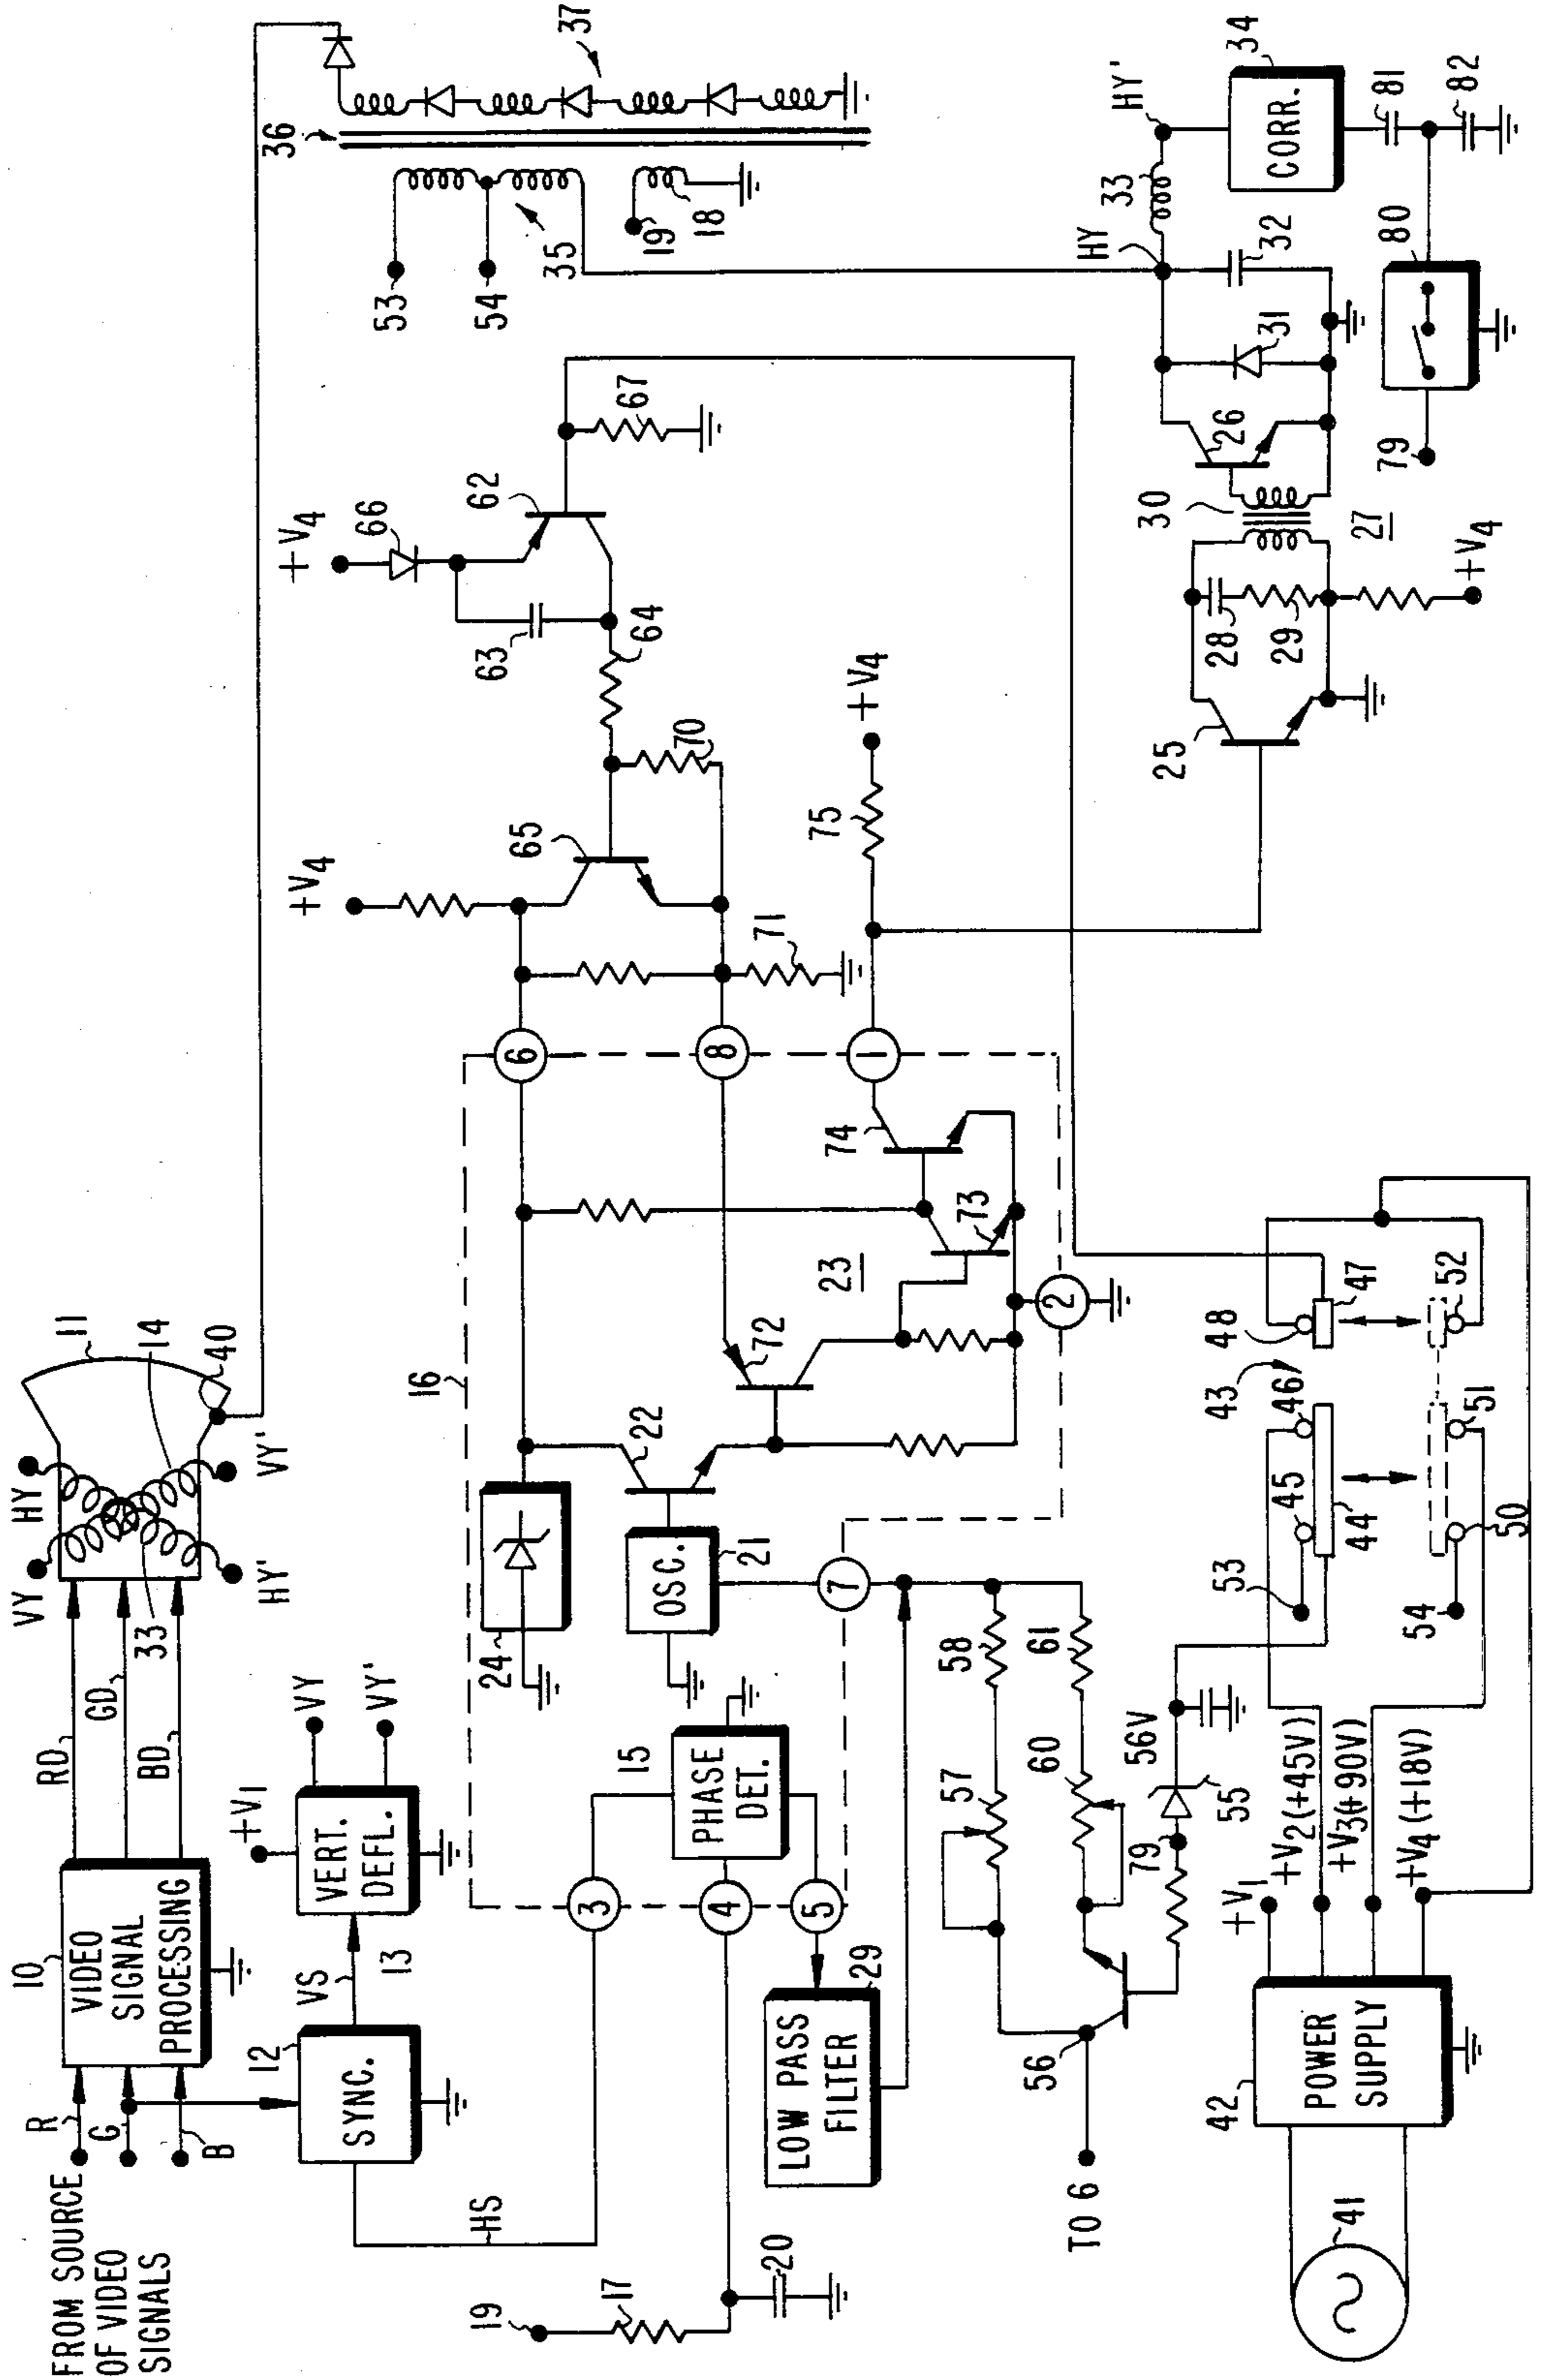 FROM SOURCE
OF VIDEO
SIGNALS
R
G
B
10
VIDEO
SIGNAL
PROCESSING
RD
GD
BD
33
VY
HY
HY'
VY'
11
14
40
12
SYNC.
VS
13
+V1
VERT.
DEFL.
VY
VY'
HS
19
17
20
3
4
5
15
PHASE
DET.
LOW PASS
FILTER
29
16
24
OSC.
21
22
7
72
23
73
74
2
6
8
1
+V4
65
71
70
64
63
+V4
66
62
67
75
+V4
36
37
53
54
35
19
18
TO 6
56
57
58
60
61
79
55
56V
41
42
POWER
SUPPLY
+V1
+V2(+45V)
+V3(+90V)
+V4(+18V)
53
45
46
43
48
44
47
54
50
51
52
25
28
29
30
27
+V4
26
31
HY
32
33
HY'
CORR.
34
79
80
81
82